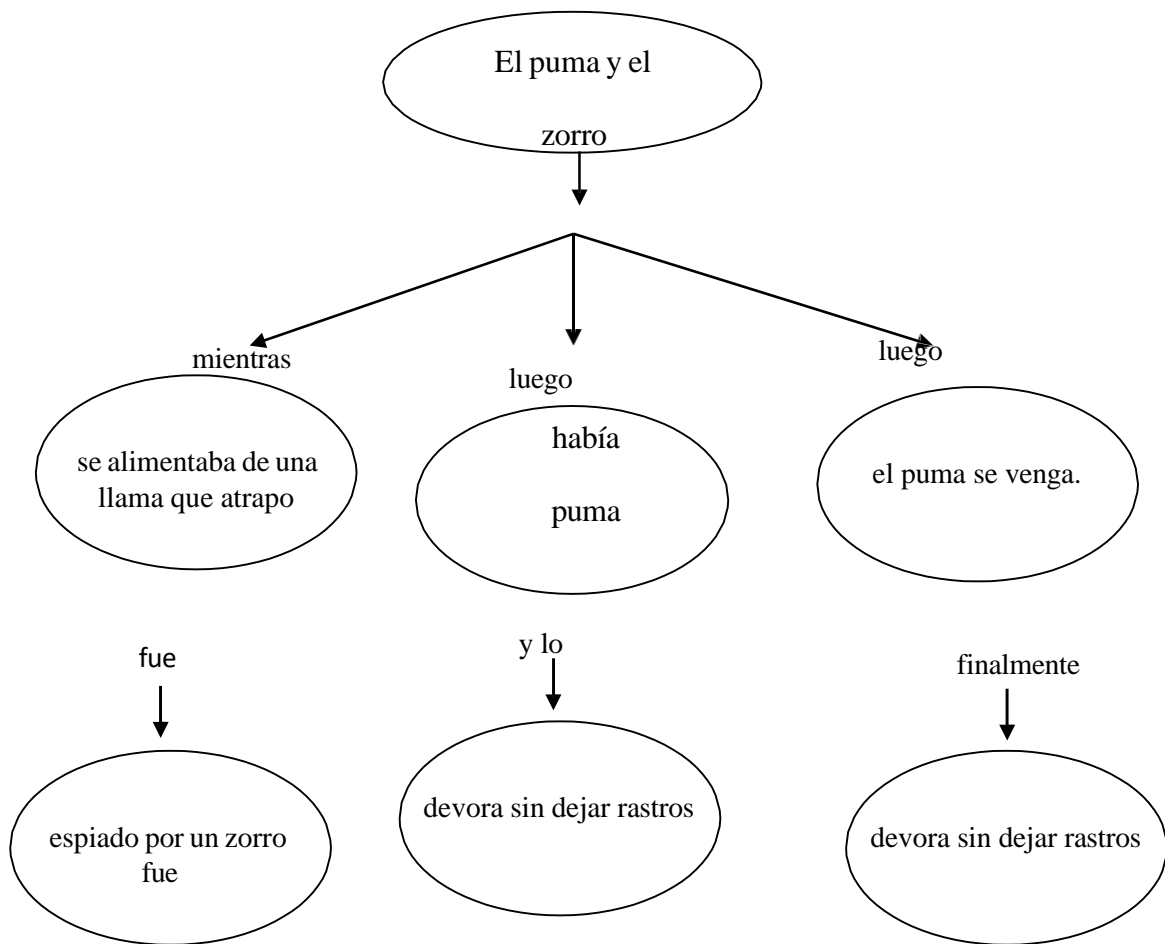 El puma y el
zorro
mientras
luego
luego
se alimentaba de una
llama que atrapo
había
puma
el puma se venga.
fue
y lo
finalmente
espiado por un zorro
fue
devora sin dejar rastros
devora sin dejar rastros